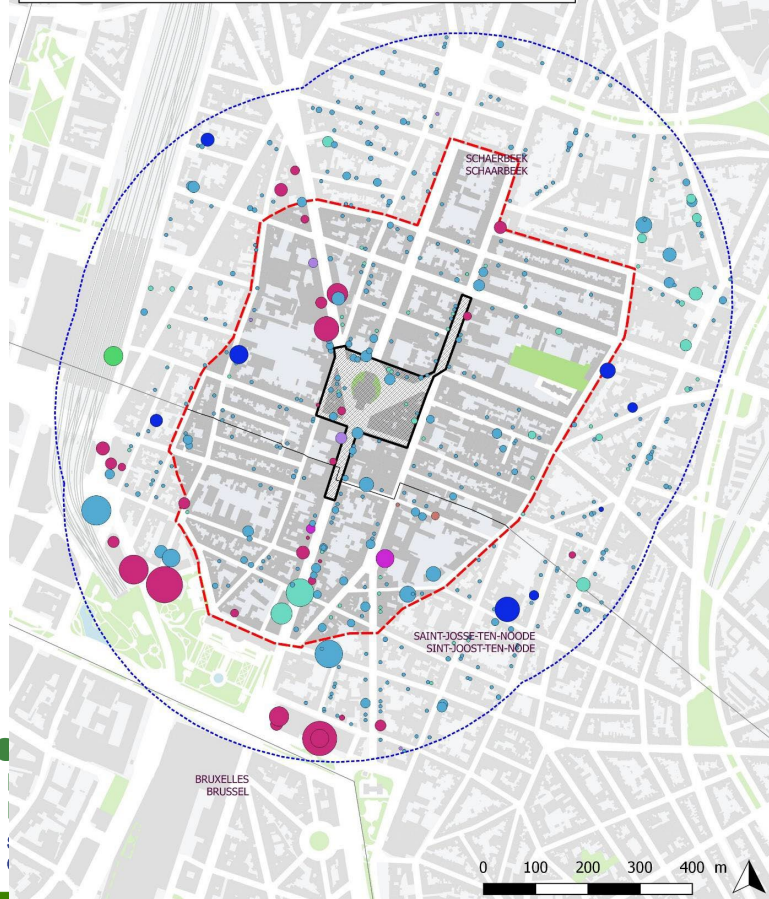 SCHAERBEEK
SCHAARBEEK
SAINT-JOSSE-TEN-NOODE
SINT-JOOST-TEN-NODE
BRUXELLES
BRUSSEL
0 100 200 300 400 m